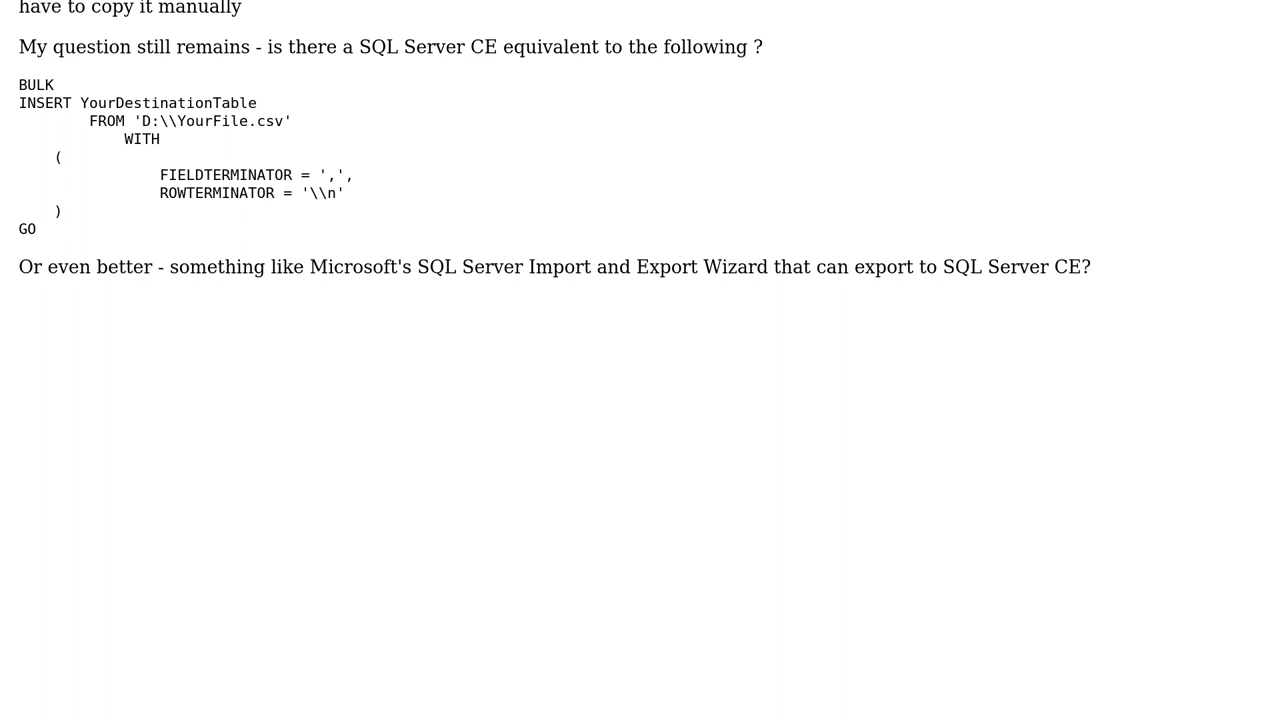 have to copy it manually
My question still remains - is there a SQL Server CE equivalent to the following ?
BULK
INSERT YourDestinationTable
        FROM 'D:\\YourFile.csv'
            WITH
    (
                FIELDTERMINATOR = ',',
                ROWTERMINATOR = '\\n'
    )
GO
Or even better - something like Microsoft's SQL Server Import and Export Wizard that can export to SQL Server CE?